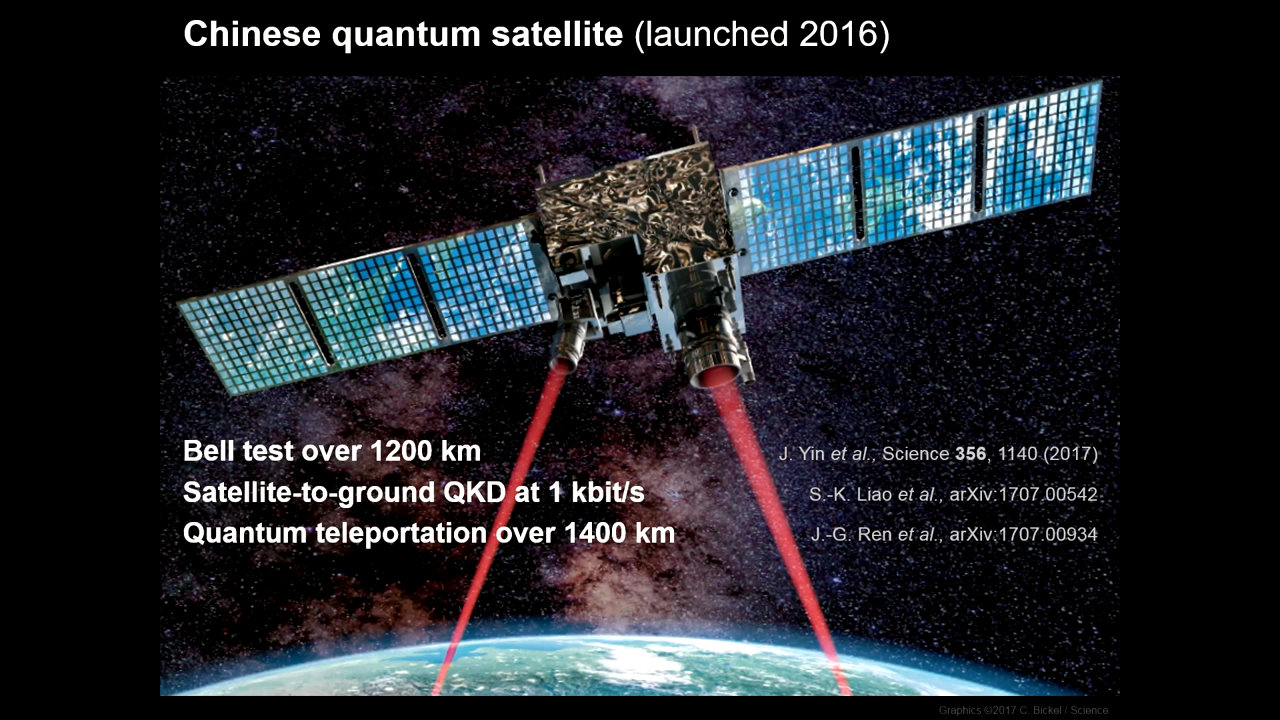 Chinese quantum satellite (launched 2016)
Bell test over 1200 km
J. Yin et al., Science 356, 1140 (2017)
Satellite-to-ground QKD at 1 kbit/s
S.-K. Liao et al., arXiv:1707.00542
Quantum teleportation over 1400 km
J.-G. Ren et al., arXiv:1707.00934
Graphics ©2017 C. Bickel / Science